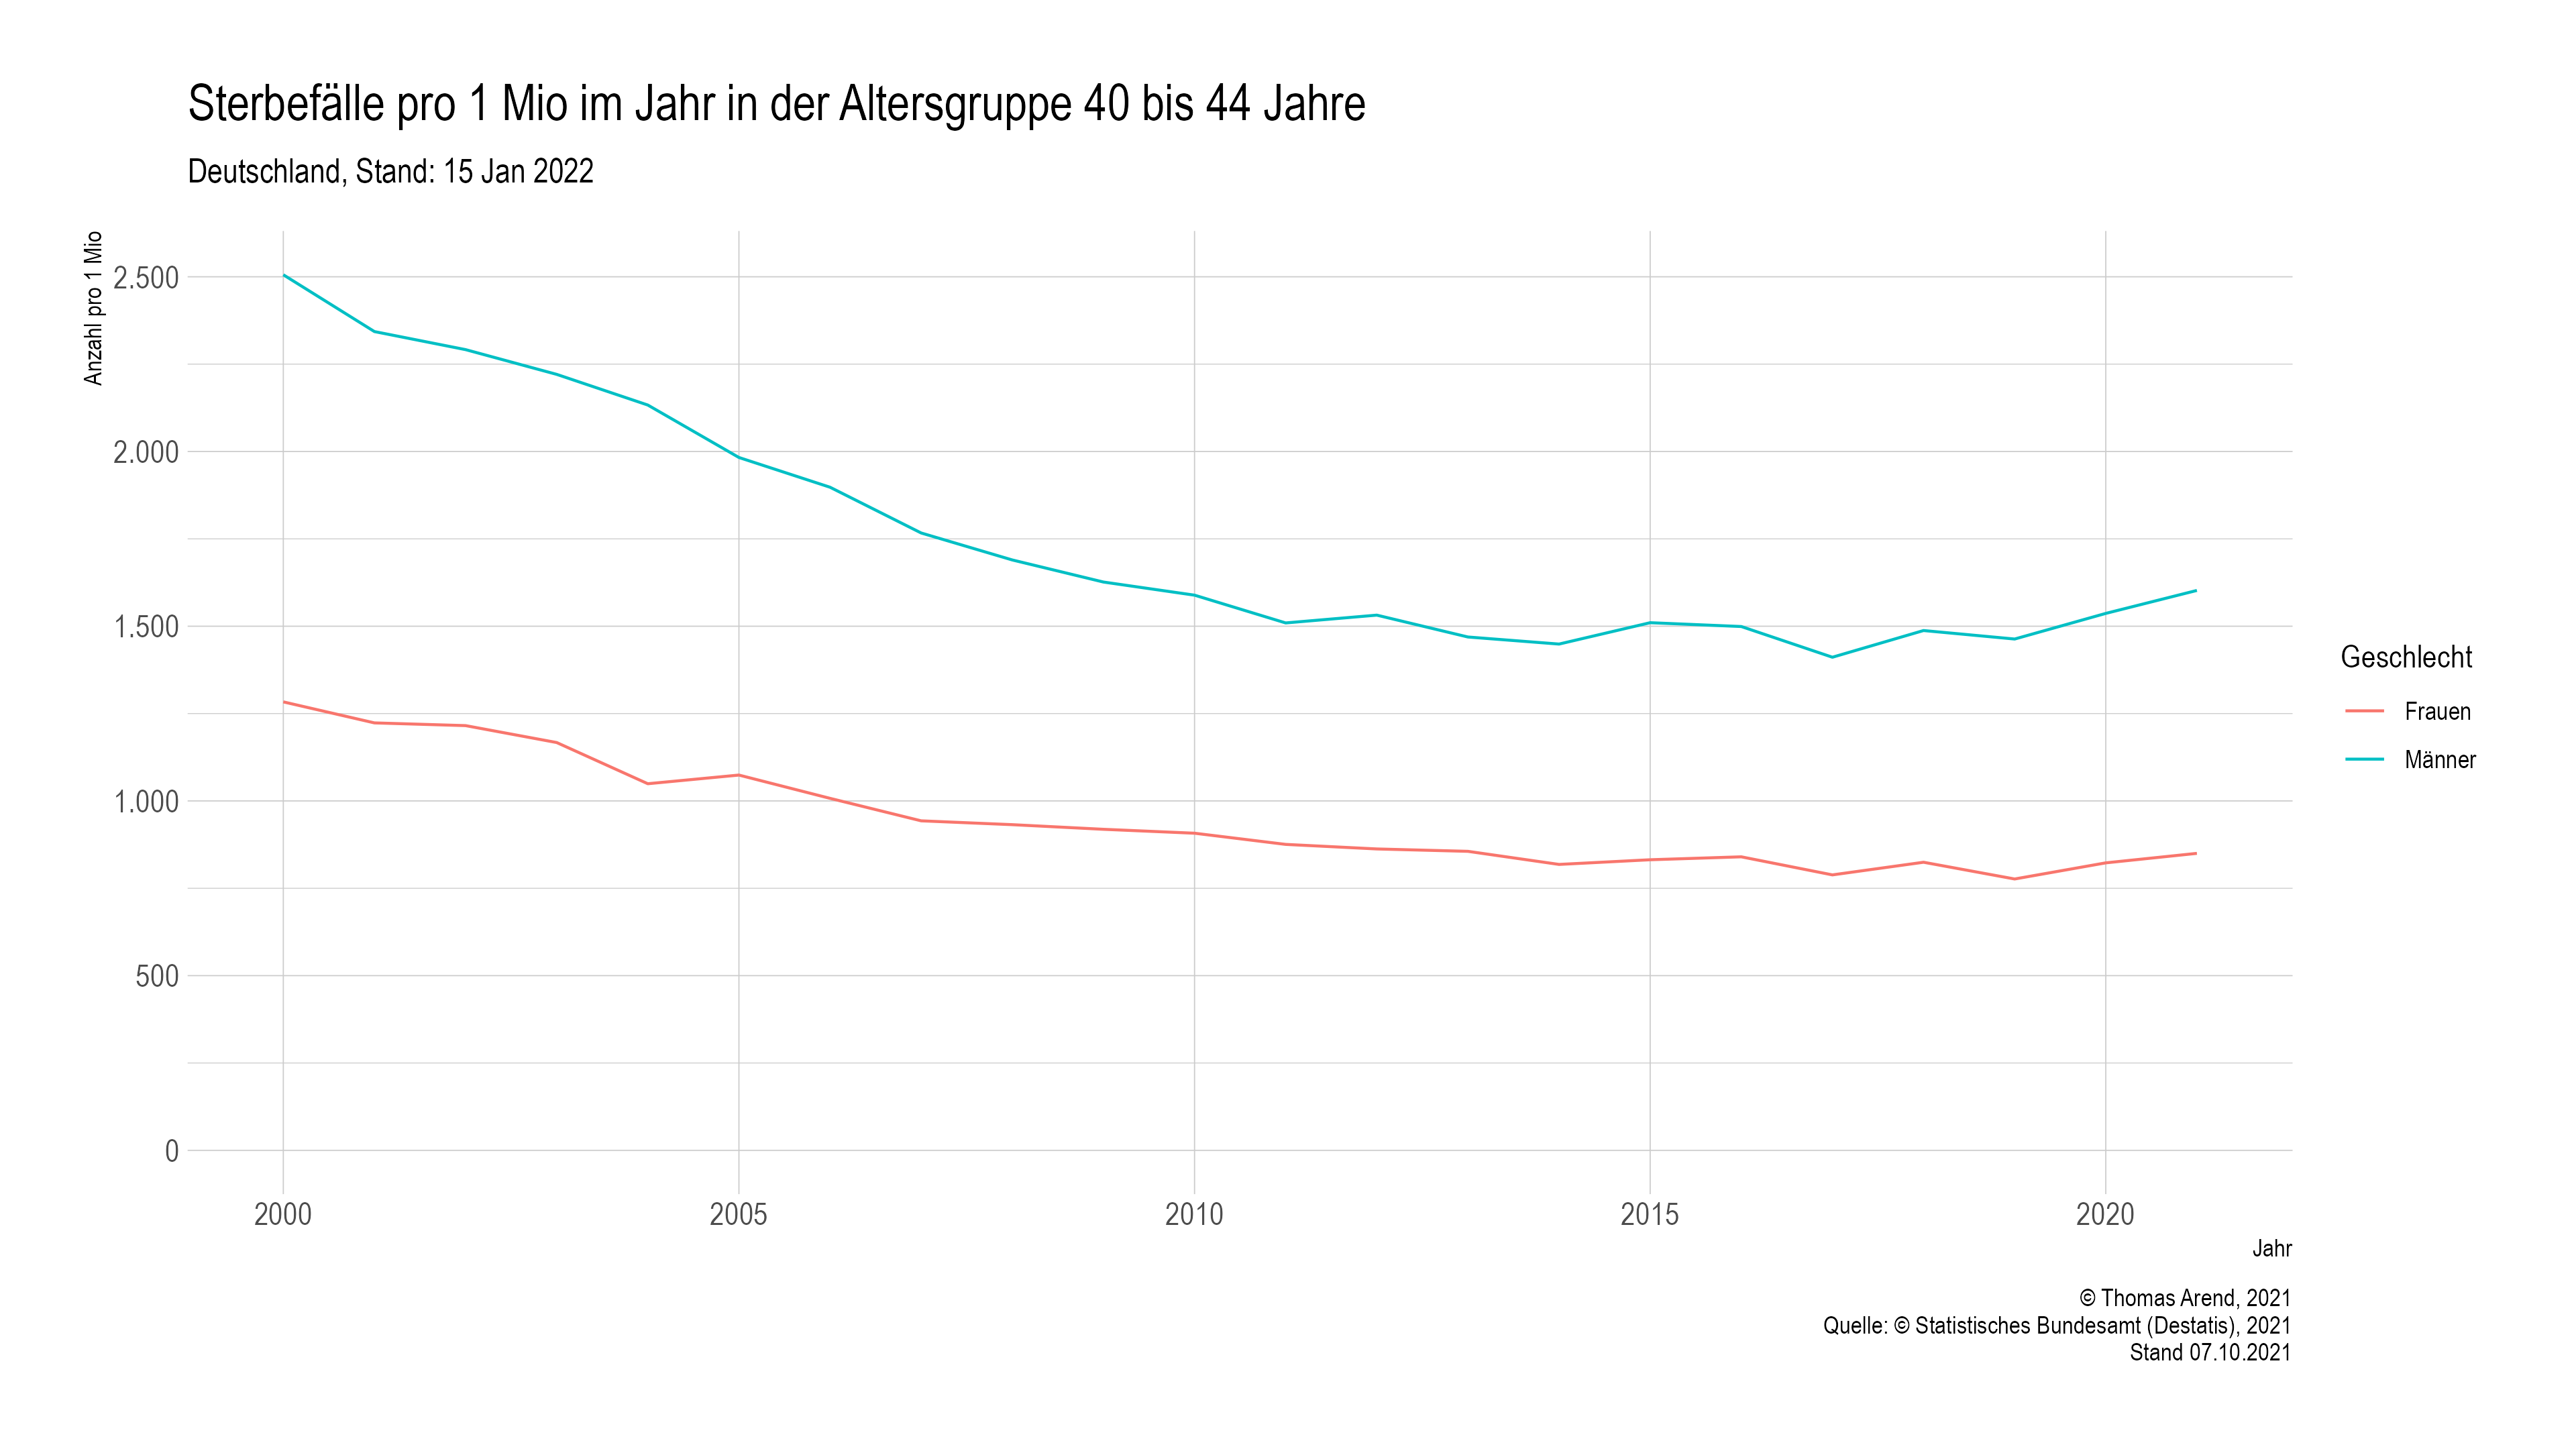 Sterbefälle pro 1 Mio im Jahr in der Altersgruppe 40 bis 44 Jahre
Deutschland, Stand: 15 Jan 2022
Anzahl pro 1 Mio
2.500
2.000
1.500
1.000
500
0
2000
2005
2010
2015
2020
Jahr
Geschlecht
Frauen
Männer
© Thomas Arend, 2021
Quelle: © Statistisches Bundesamt (Destatis), 2021
Stand 07.10.2021